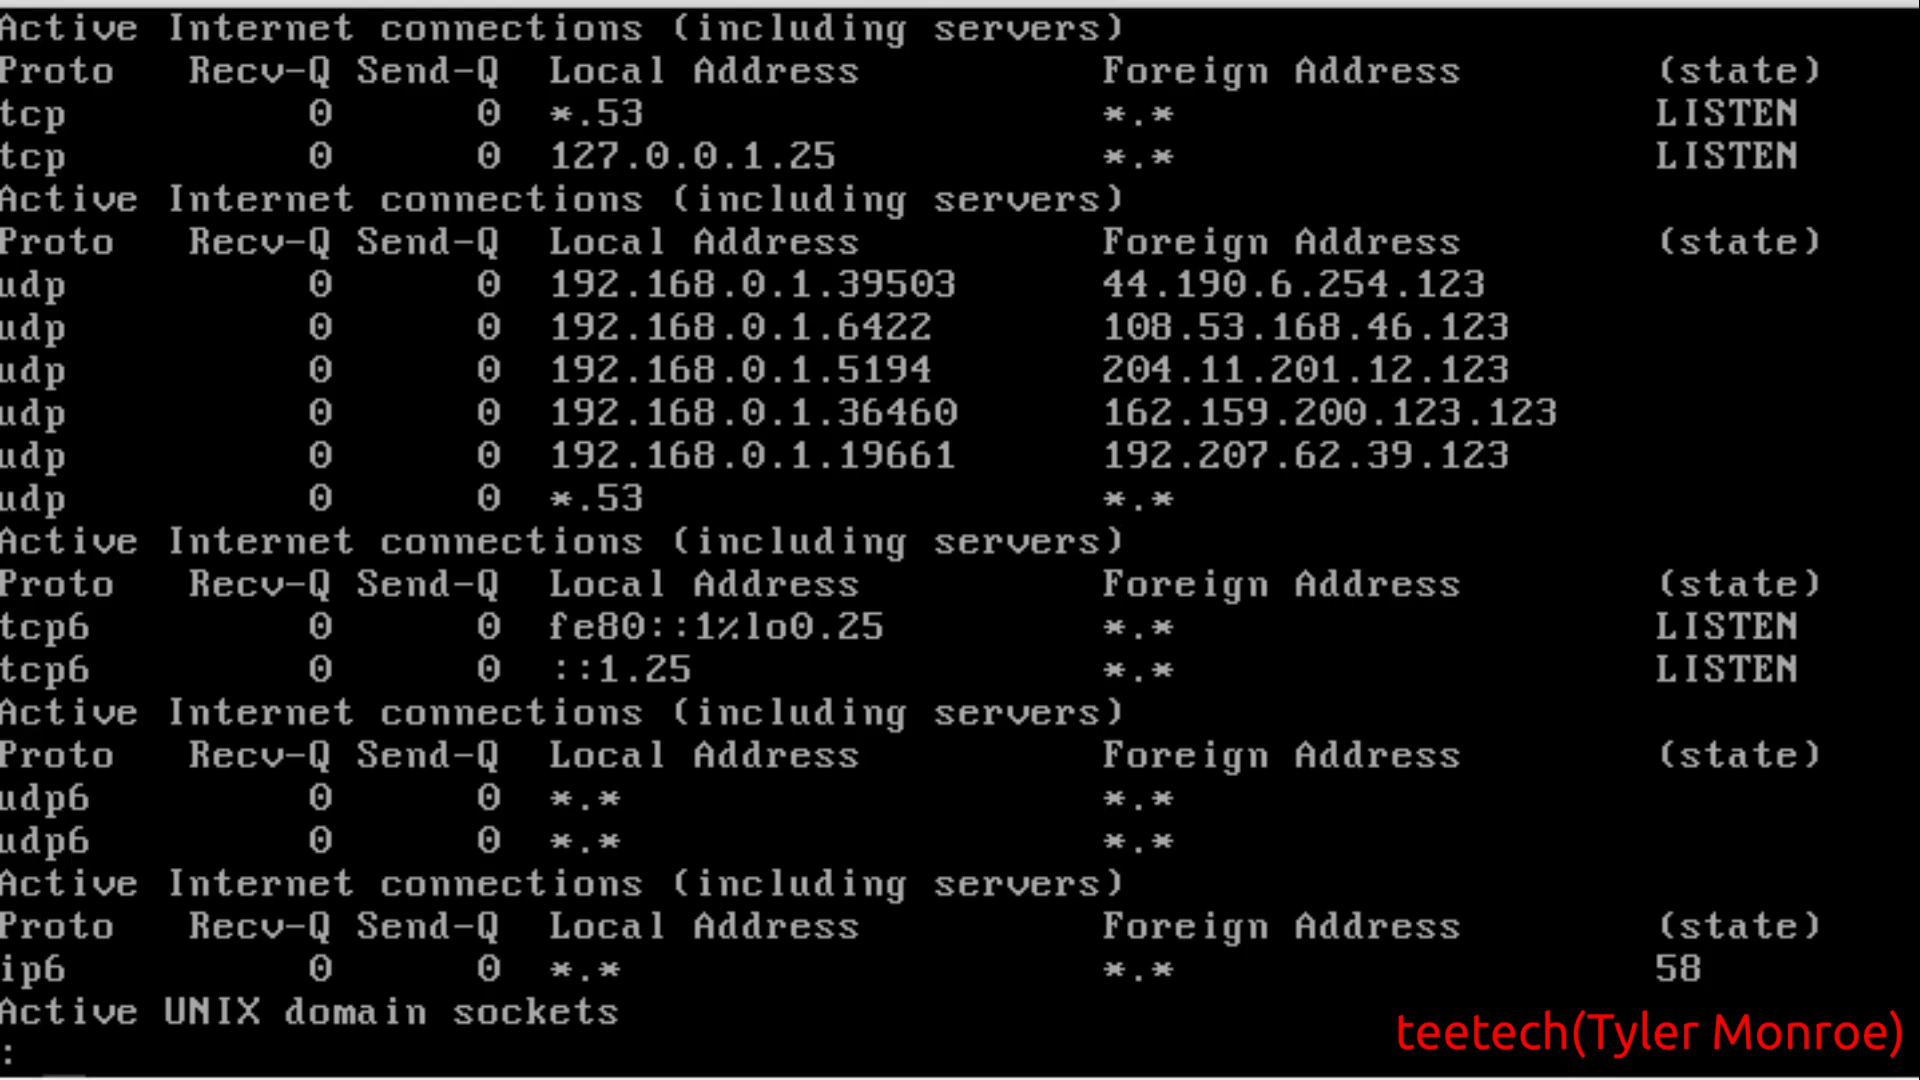 Active Internet connections (including servers)
Proto   Recv-Q Send-Q  Local Address          Foreign Address        (state)
tcp          0      0  *.53                   *.*                    LISTEN
tcp          0      0  127.0.0.1.25           *.*                    LISTEN
Active Internet connections (including servers)
Proto   Recv-Q Send-Q  Local Address          Foreign Address        (state)
udp          0      0  192.168.0.1.39503      44.190.6.254.123
udp          0      0  192.168.0.1.6422       108.53.168.46.123
udp          0      0  192.168.0.1.5194       204.11.201.12.123
udp          0      0  192.168.0.1.36460      162.159.200.123.123
udp          0      0  192.168.0.1.19661      192.207.62.39.123
udp          0      0  *.53                   *.*
Active Internet connections (including servers)
Proto   Recv-Q Send-Q  Local Address          Foreign Address        (state)
tcp6         0      0  fe80::1%lo0.25         *.*                    LISTEN
tcp6         0      0  ::1.25                 *.*                    LISTEN
Active Internet connections (including servers)
Proto   Recv-Q Send-Q  Local Address          Foreign Address        (state)
udp6         0      0  *.*                    *.*
udp6         0      0  *.*                    *.*
Active Internet connections (including servers)
Proto   Recv-Q Send-Q  Local Address          Foreign Address        (state)
ip6          0      0  *.*                    *.*                    58
Active UNIX domain sockets
:
teetech(Tyler Monroe)